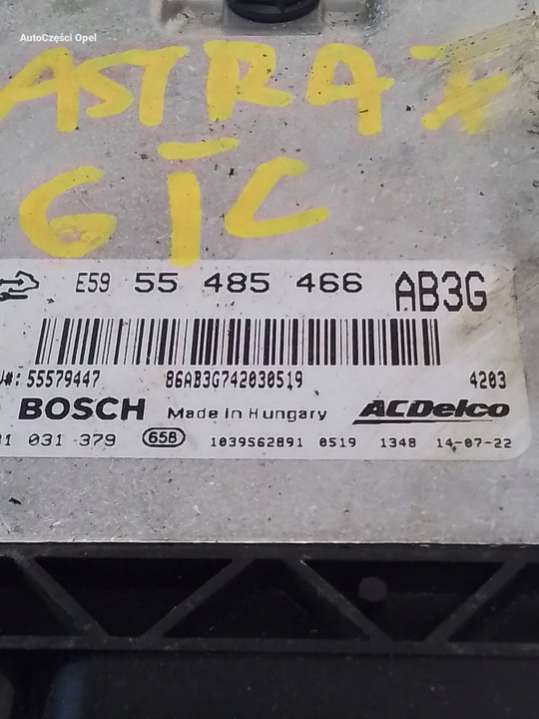 AutoCzęści Opel
ASTRA J
GTC
E59 55 485 466 AB3G
#: 55579447 86AB3G742030519 4203
BOSCH Made in Hungary ACDelco
031 379 658 1039S62891 0519 1348 14-07-22